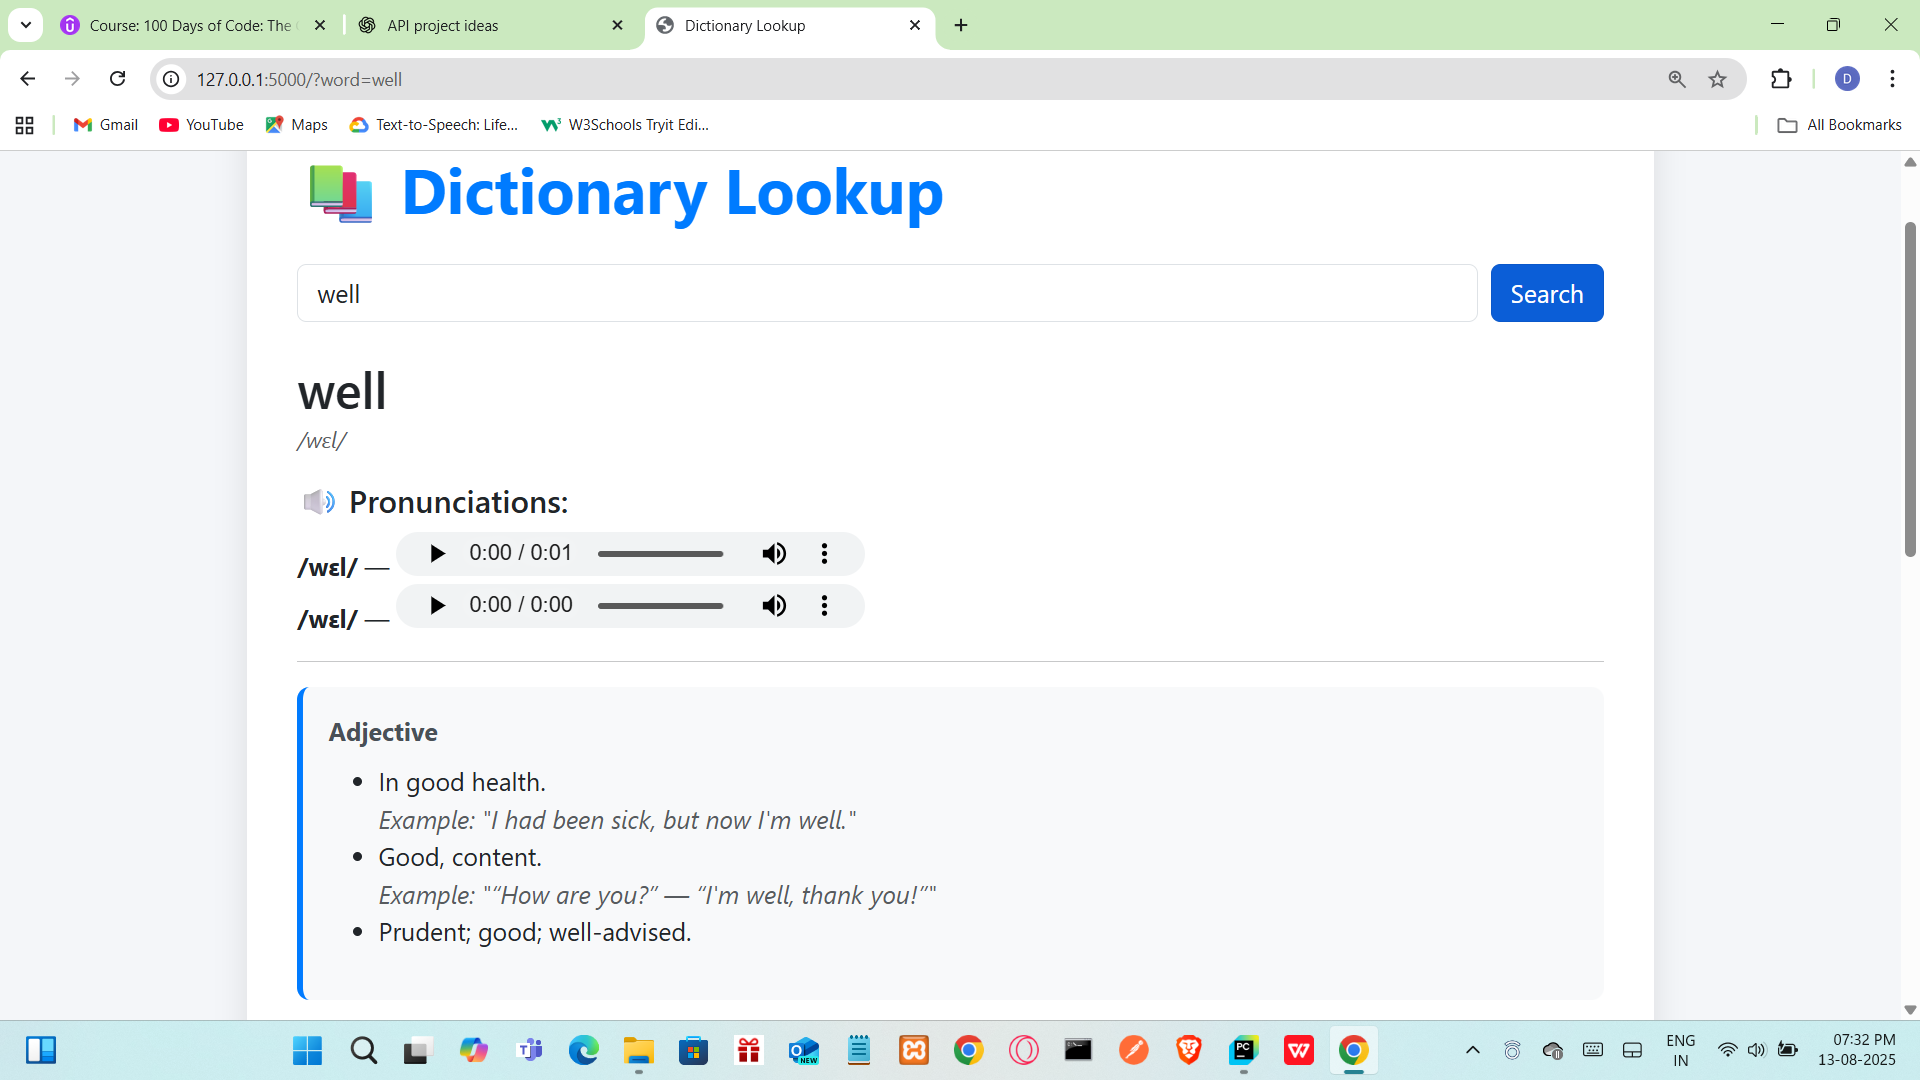 Course: 100 Days of Code: The
API project ideas
Dictionary Lookup
127.0.0.1:5000/?word=well
D
Gmail
YouTube
Maps
Text-to-Speech: Life...
W3Schools Tryit Edi...
All Bookmarks
Dictionary Lookup
well
Search
well
/wɛl/
Pronunciations:
/wɛl/ — 0:00 / 0:01
/wɛl/ — 0:00 / 0:00
Adjective
• In good health.
Example: "I had been sick, but now I'm well."
• Good, content.
Example: "“How are you?” — “I'm well, thank you!”"
• Prudent; good; well-advised.
NEW
PC
ENG
IN
07:32 PM
13-08-2025